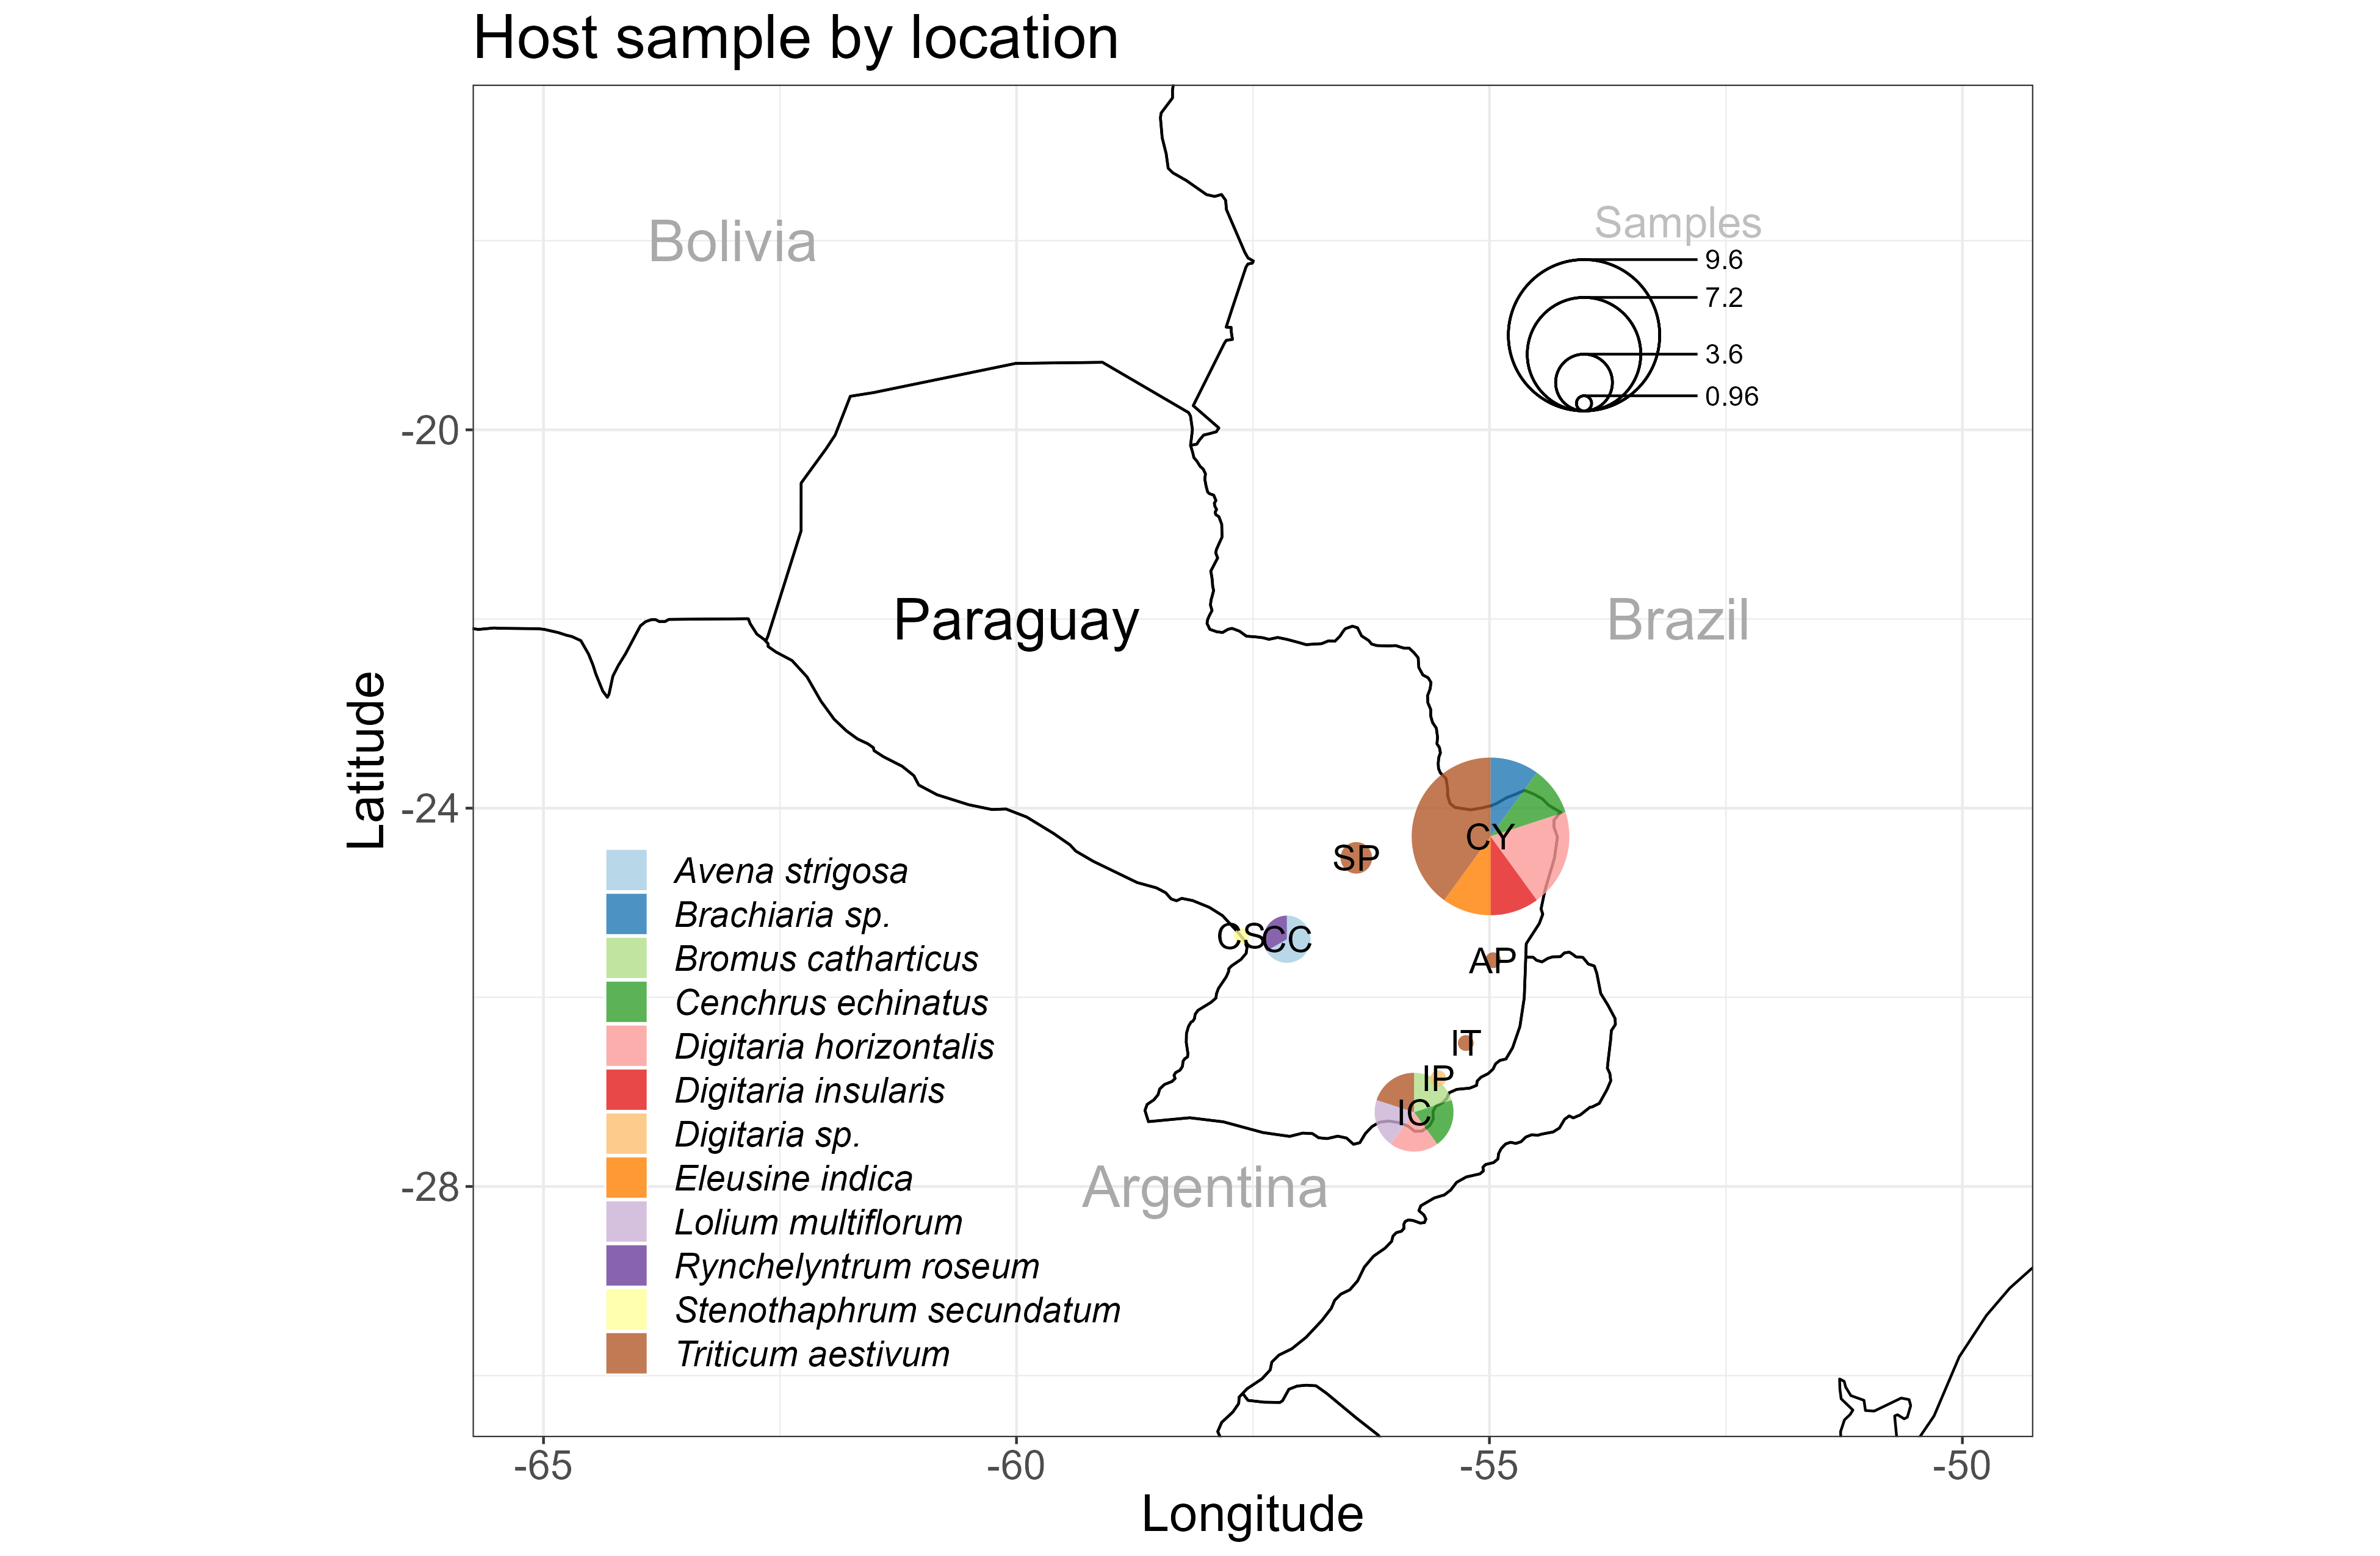 Host sample by location
Bolivia
Samples
9.6
7.2
3.6
0.96
-20
Paraguay
Brazil
Latitude
-24
CY
SP
CS
CC
AP
IT
IP
IC
Avena strigosa
Brachiaria sp.
Bromus catharticus
Cenchrus echinatus
Digitaria horizontalis
Digitaria insularis
Digitaria sp.
Eleusine indica
Lolium multiflorum
Rynchelyntrum roseum
Stenothaphrum secundatum
Triticum aestivum
-28
Argentina
-65
-60
-55
-50
Longitude